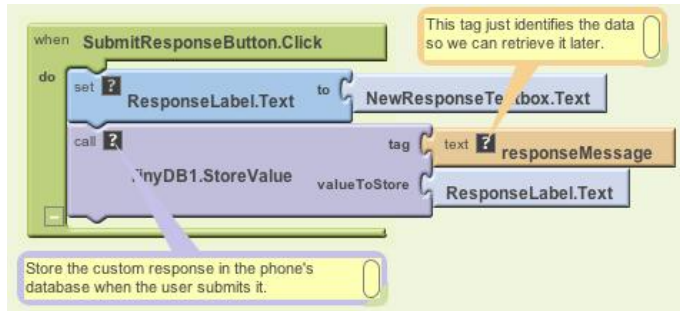 This tag just identifies the data
so we can retrieve it later.
when SubmitResponseButton.Click
do
set ? ResponseLabel.Text to NewResponseTextbox.Text
call ? TinyDB1.StoreValue
tag text ? responseMessage
valueToStore ResponseLabel.Text
Store the custom response in the phone's
database when the user submits it.